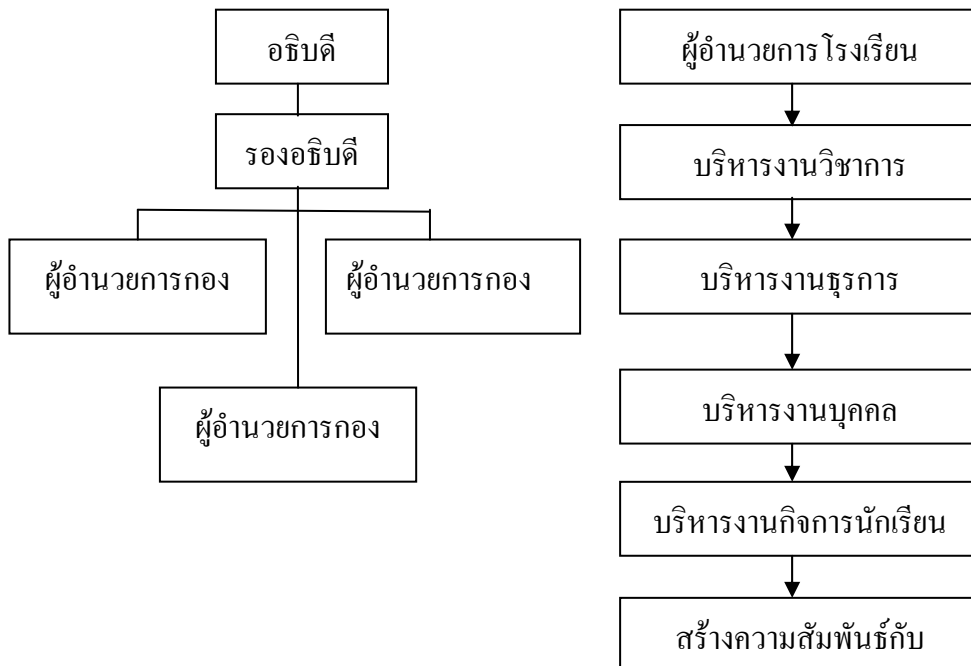 อธิบดี
รองอธิบดี
ผู้อำนวยการกอง
ผู้อำนวยการกอง
ผู้อำนวยการกอง
ผู้อำนวยการโรงเรียน
บริหารงานวิชาการ
บริหารงานธุรการ
บริหารงานบุคคล
บริหารงานกิจการนักเรียน
สร้างความสัมพันธ์กับ